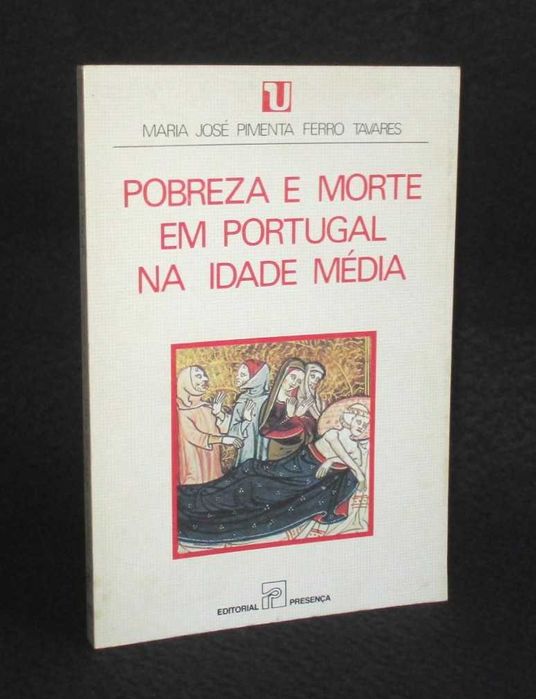 U
MARIA JOSÉ PIMENTA FERRO TAVARES
POBREZA E MORTE
EM PORTUGAL
NA IDADE MÉDIA
EDITORIAL P PRESENÇA